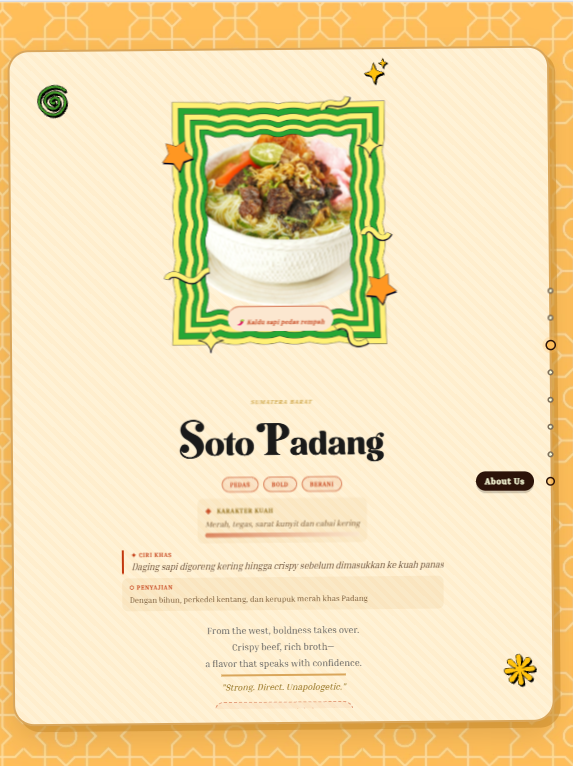 Kaldu sapi pedas rempah
SUMATERA BARAT
Soto Padang
PEDAS BOLD BERANI
About Us
KARAKTER KUAH
Merah, tegas, sarat kunyit dan cabai kering
CIRI KHAS
Daging sapi digoreng kering hingga crispy sebelum dimasukkan ke kuah panas
PENYAJIAN
Dengan bihun, perkedel kentang, dan kerupuk merah khas Padang
From the west, boldness takes over.
Crispy beef, rich broth—
a flavor that speaks with confidence.
"Strong. Direct. Unapologetic."